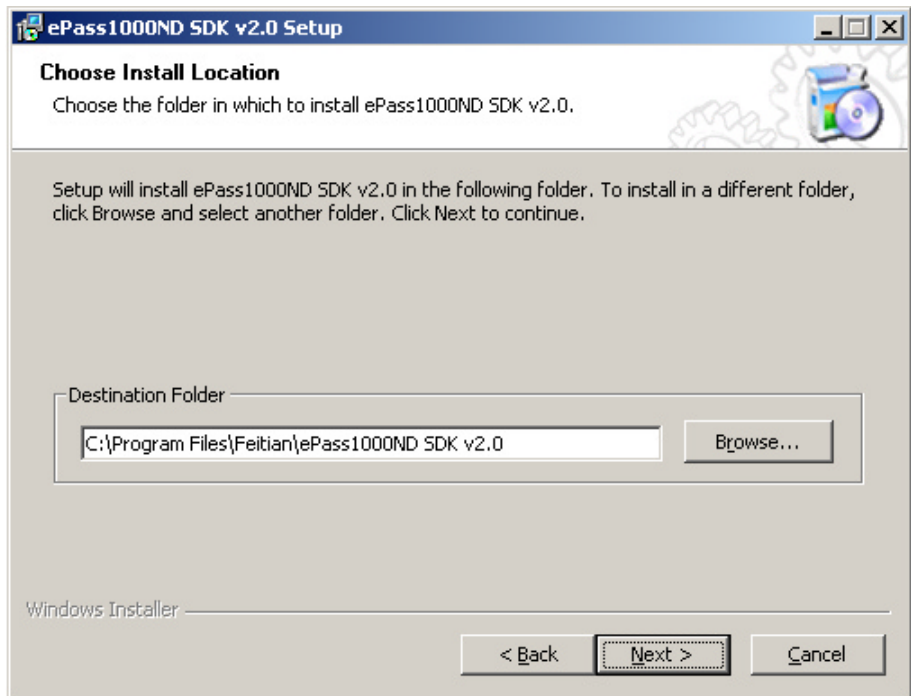 ePass1000ND SDK v2.0 Setup
Choose Install Location
Choose the folder in which to install ePass1000ND SDK v2.0.
Setup will install ePass1000ND SDK v2.0 in the following folder. To install in a different folder,
click Browse and select another folder. Click Next to continue.
Destination Folder
C:\Program Files\Feitian\ePass1000ND SDK v2.0
Browse...
Windows Installer
< Back
Next >
Cancel